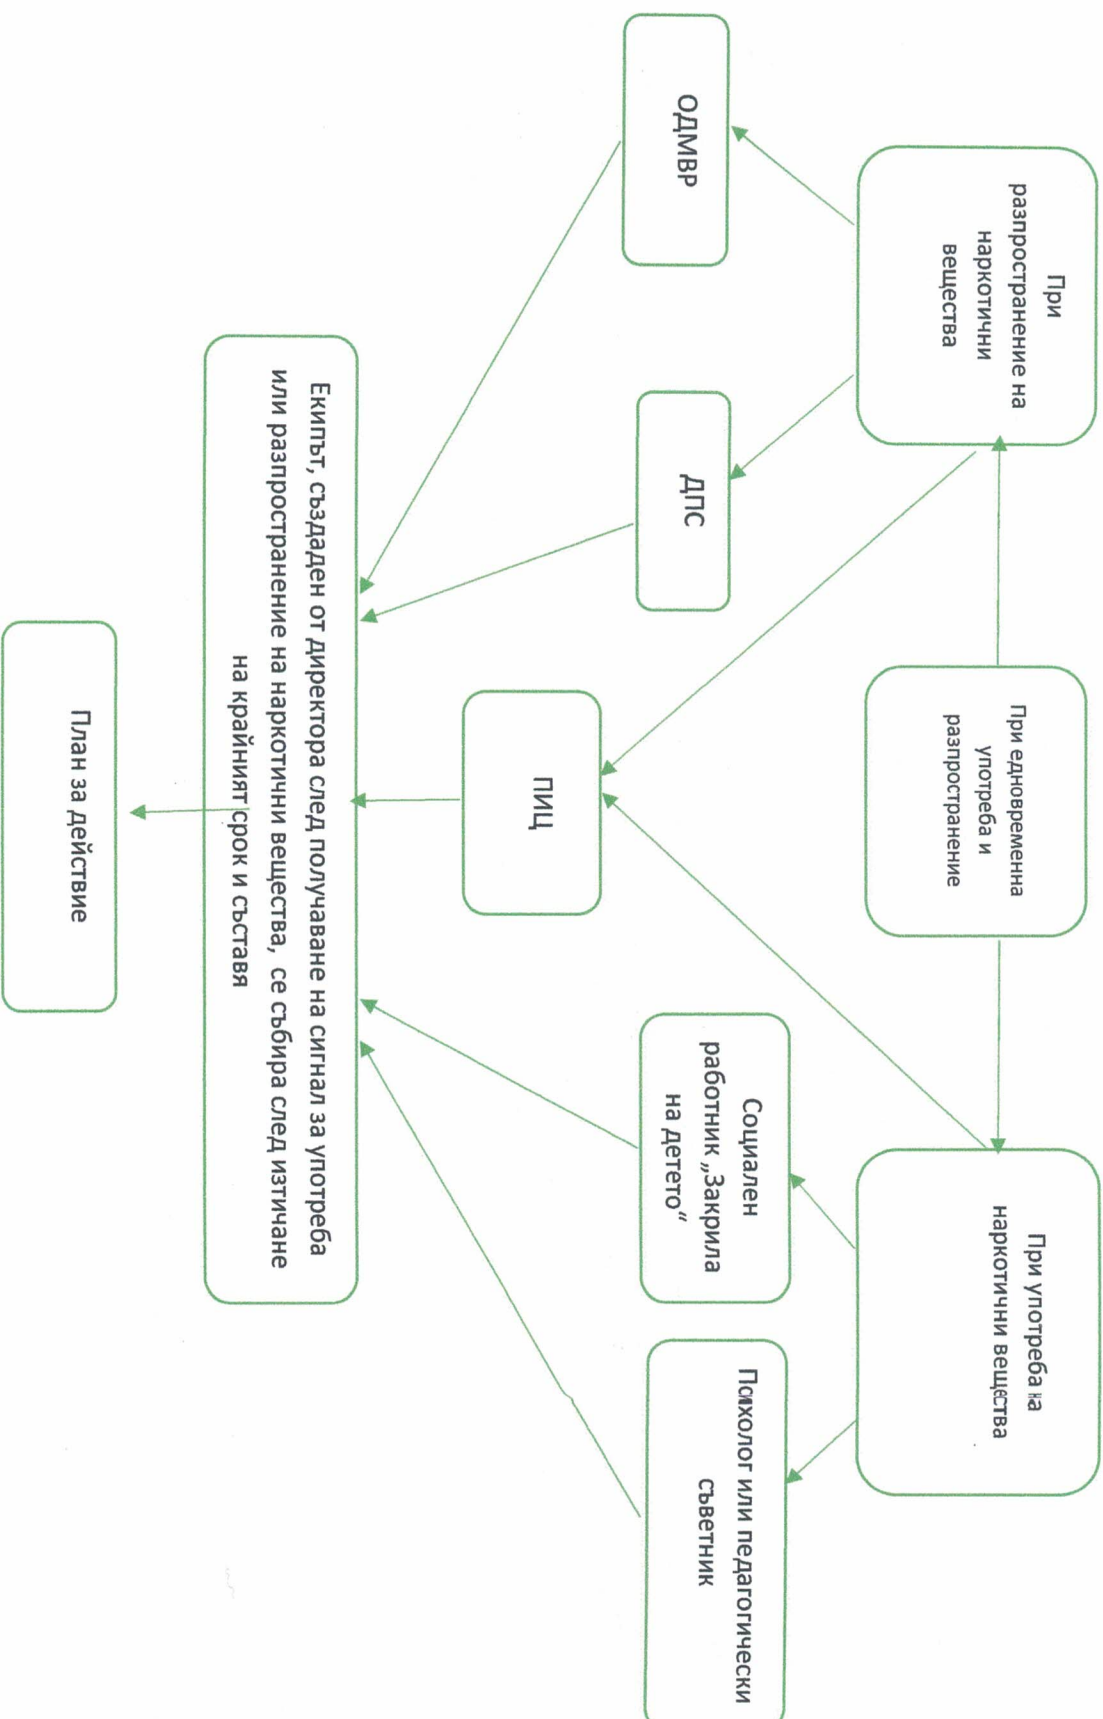 При
разпространение на
наркотични
вещества
При едновременна
употреба и
разпространение
При употреба на
наркотични вещества
ОДМВР
ДПС
ПИЦ
Социален
работник „Закрила
на детето“
Психолог или педагогически
съветник
Екипът, създаден от директора след получаване на сигнал за употреба
или разпространение на наркотични вещества, се събира след изтичане
на крайният срок и съставя
План за действие